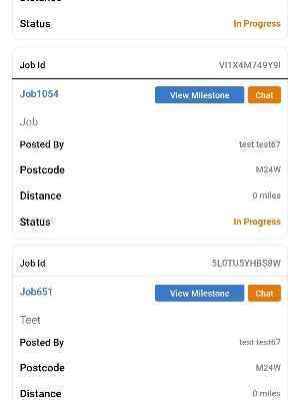 Distance
Status In Progress
Job Id VI1X4M749Y9I
Job1054 View Milestone Chat
Job
Posted By test test67
Postcode M24W
Distance 0 miles
Status In Progress
Job Id 5L0TU5YHBS9W
Job651 View Milestone Chat
Teet
Posted By test test67
Postcode M24W
Distance 0 miles